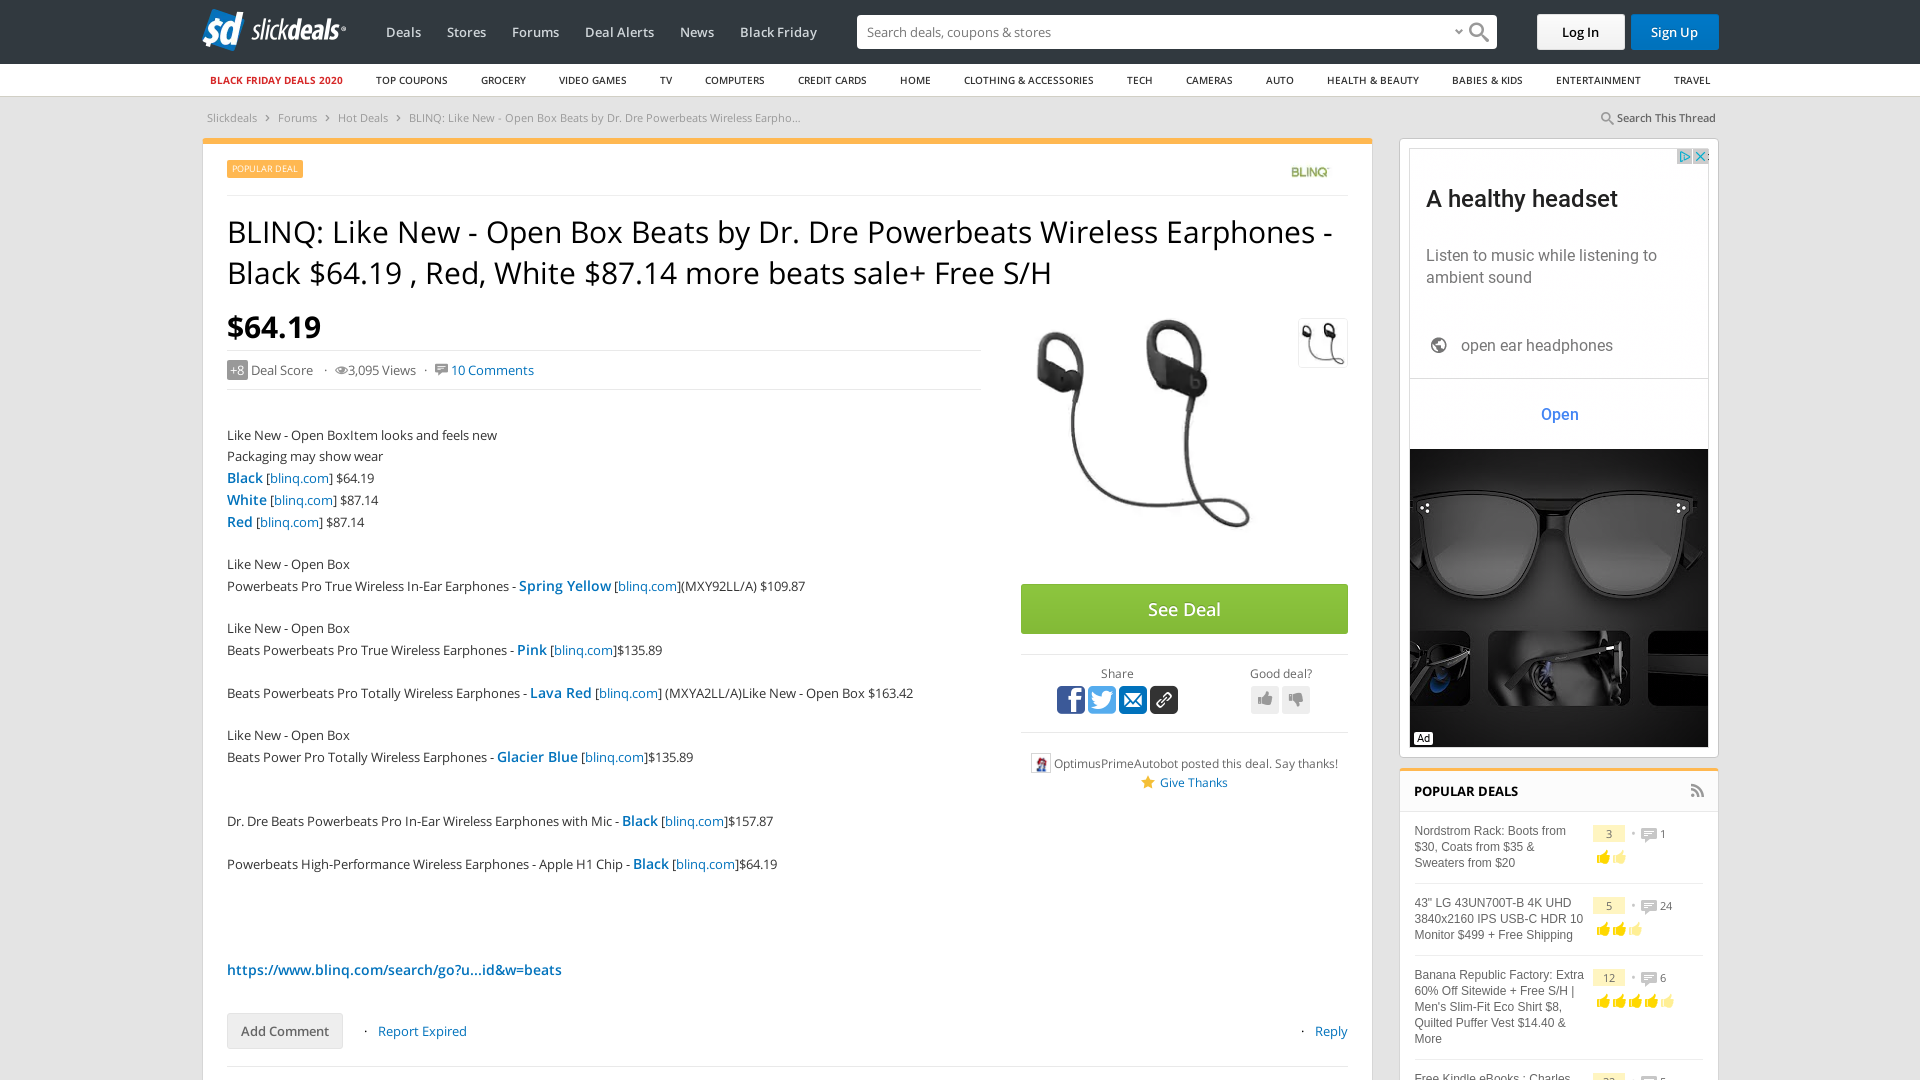 slickdeals
Deals Stores Forums Deal Alerts News Black Friday
Search deals, coupons & stores
Log In
Sign Up
BLACK FRIDAY DEALS 2020 TOP COUPONS GROCERY VIDEO GAMES TV COMPUTERS CREDIT CARDS HOME CLOTHING & ACCESSORIES TECH CAMERAS AUTO HEALTH & BEAUTY BABIES & KIDS ENTERTAINMENT TRAVEL
Slickdeals › Forums › Hot Deals › BLINQ: Like New - Open Box Beats by Dr. Dre Powerbeats Wireless Earpho...
Search This Thread
POPULAR DEAL
BLINQ
BLINQ: Like New - Open Box Beats by Dr. Dre Powerbeats Wireless Earphones -
Black $64.19 , Red, White $87.14 more beats sale+ Free S/H
$64.19
+8 Deal Score · 3,095 Views · 10 Comments
Like New - Open BoxItem looks and feels new
Packaging may show wear
Black [blinq.com] $64.19
White [blinq.com] $87.14
Red [blinq.com] $87.14
Like New - Open Box
Powerbeats Pro True Wireless In-Ear Earphones - Spring Yellow [blinq.com](MXY92LL/A) $109.87
Like New - Open Box
Beats Powerbeats Pro True Wireless Earphones - Pink [blinq.com]$135.89
Beats Powerbeats Pro Totally Wireless Earphones - Lava Red [blinq.com] (MXYA2LL/A)Like New - Open Box $163.42
Like New - Open Box
Beats Power Pro Totally Wireless Earphones - Glacier Blue [blinq.com]$135.89
Dr. Dre Beats Powerbeats Pro In-Ear Wireless Earphones with Mic - Black [blinq.com]$157.87
Powerbeats High-Performance Wireless Earphones - Apple H1 Chip - Black [blinq.com]$64.19
https://www.blinq.com/search/go?u...id&w=beats
Add Comment · Report Expired
· Reply
See Deal
Share
Good deal?
OptimusPrimeAutobot posted this deal. Say thanks!
Give Thanks
A healthy headset
Listen to music while listening to
ambient sound
open ear headphones
Open
Ad
POPULAR DEALS
Nordstrom Rack: Boots from
$30, Coats from $35 &
Sweaters from $20
3 • 1
43" LG 43UN700T-B 4K UHD
3840x2160 IPS USB-C HDR 10
Monitor $499 + Free Shipping
5 • 24
Banana Republic Factory: Extra
60% Off Sitewide + Free S/H |
Men's Slim-Fit Eco Shirt $8,
Quilted Puffer Vest $14.40 &
More
12 • 6
Free Kindle eBooks : Charles